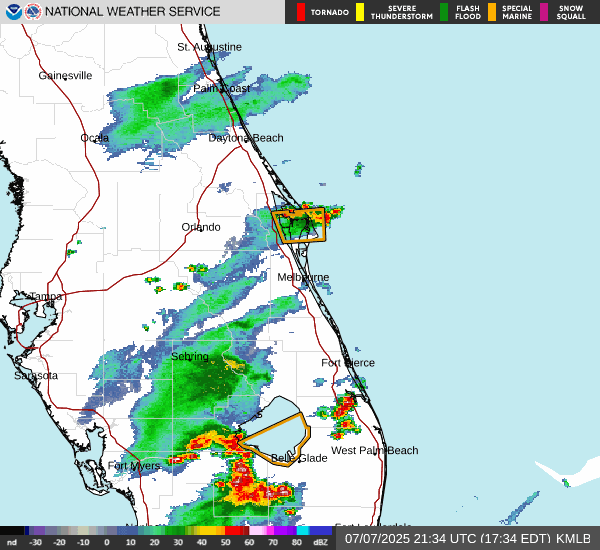 NATIONAL WEATHER SERVICE
TORNADO
SEVERE THUNDERSTORM
FLASH FLOOD
SPECIAL MARINE
SNOW SQUALL
St. Augustine
Gainesville
Palm Coast
Ocala
Daytona Beach
Orlando
Melbourne
Tampa
Sebring
Fort Pierce
Sarasota
West Palm Beach
Belle Glade
Fort Myers
nd -30 -20 -10 0 10 20 30 40 50 60 70 80 dBZ
07/07/2025 21:34 UTC (17:34 EDT) KMLB